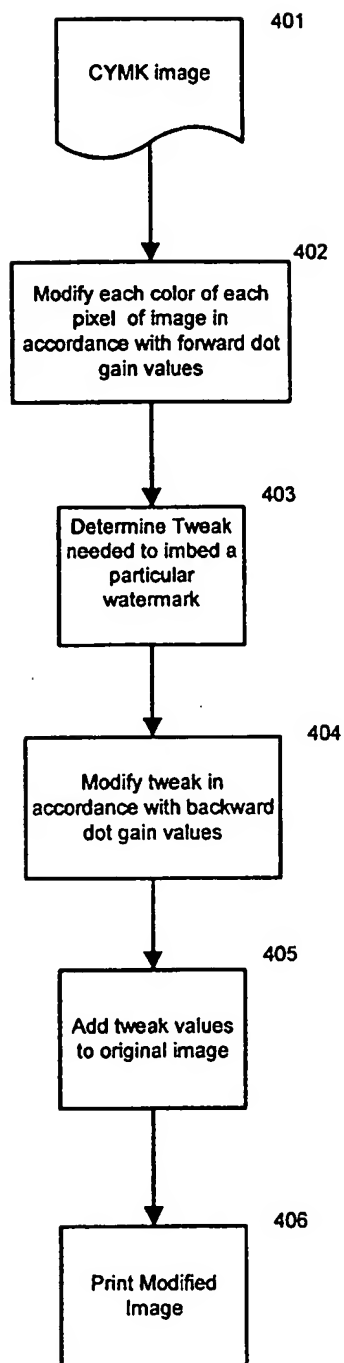 401
CYMK image
402
Modify each color of each
pixel of image in
accordance with forward dot
gain values
403
Determine Tweak
needed to imbed a
particular
watermark
404
Modify tweak in
accordance with backward
dot gain values
405
Add tweak values
to original image
406
Print Modified
Image